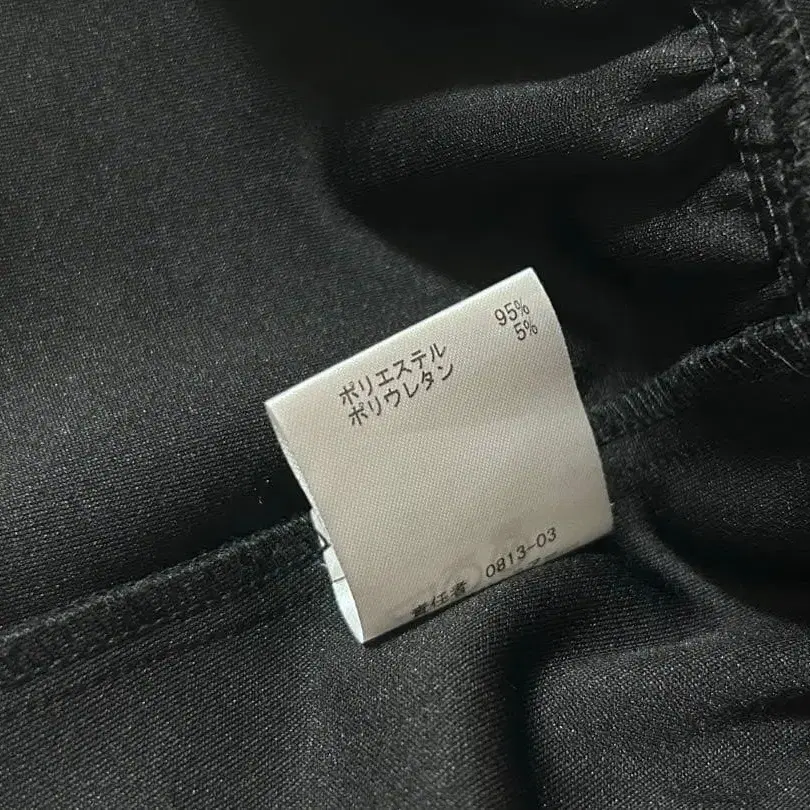 ポリエステル 95%
ポリウレタン 5%
責任者 0813-03